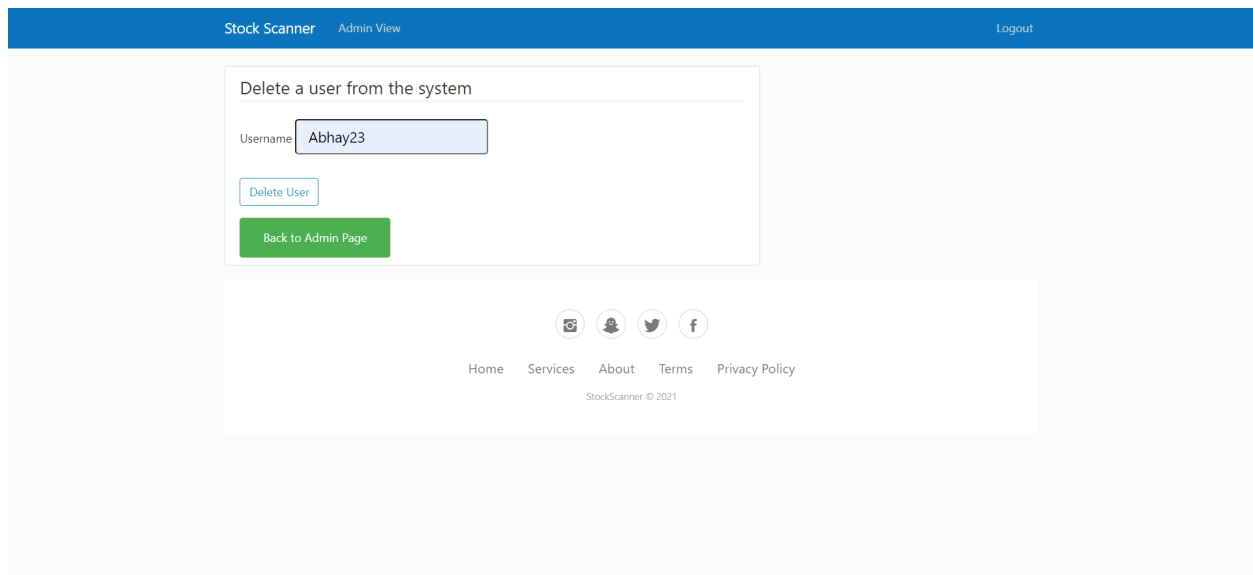 Stock Scanner Admin View Logout
Delete a user from the system
Username Abhay23
Delete User
Back to Admin Page
Home Services About Terms Privacy Policy
StockScanner © 2021